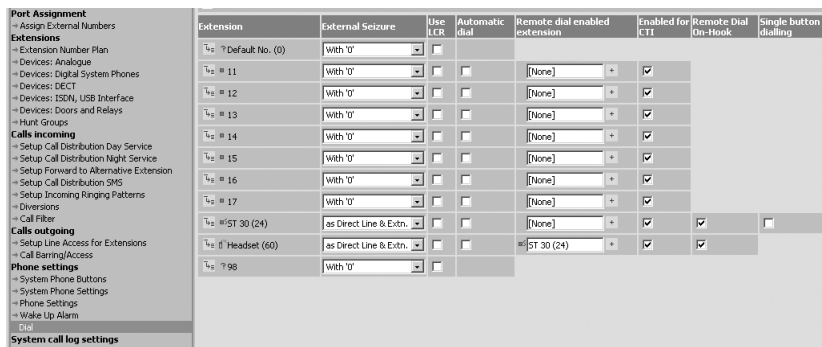 Port Assignment
Assign External Numbers
Extensions
Extension Number Plan
Devices: Analogue
Devices: Digital System Phones
Devices: DECT
Devices: ISDN, USB Interface
Devices: Doors and Relays
Hunt Groups
Calls incoming
Setup Call Distribution Day Service
Setup Call Distribution Night Service
Setup Forward to Alternative Extension
Setup Call Distribution SMS
Setup Incoming Ringing Patterns
Diversions
Call Filter
Calls outgoing
Setup Line Access for Extensions
Call Barring/Access
Phone settings
System Phone Buttons
System Phone Settings
Phone Settings
Wake Up Alarm
Dial
System call log settings
Extension External Seizure Use LCR Automatic dial Remote dial enabled extension Enabled for CTI Remote Dial On-Hook Single button dialling
? Default No. (0) With '0'
11 With '0' [None] +
12 With '0' [None] +
13 With '0' [None] +
14 With '0' [None] +
15 With '0' [None] +
16 With '0' [None] +
17 With '0' [None] +
ST 30 (24) as Direct Line & Extn. [None] +
Headset (60) as Direct Line & Extn. ST 30 (24) +
? 98 With '0'